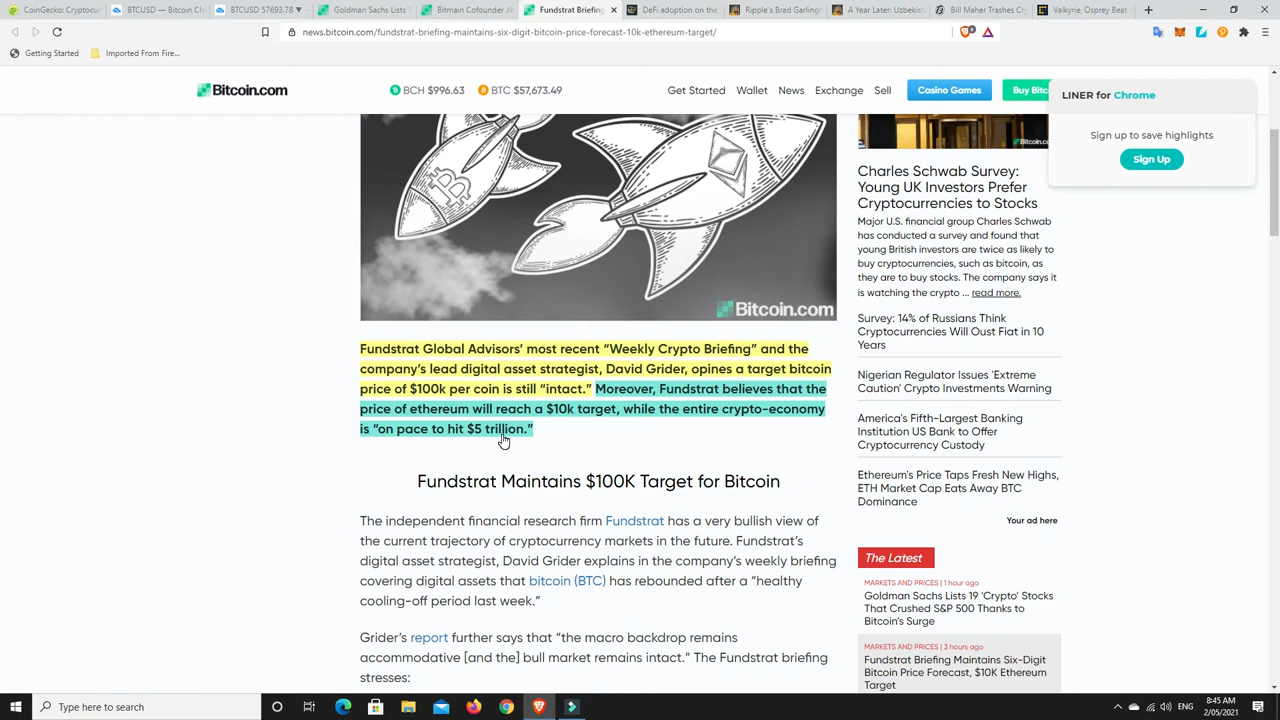 CoinGecko: Cryptocu
BTCUSD — Bitcoin Ch
BTCUSD 57693.78 ▼
Goldman Sachs Lists 1
Bitmain Cofounder Jih
Fundstrat Briefing
DeFi adoption on the
Ripple's Brad Garling
A Year Later: Uzbekis
Bill Maher Trashes Cr
Valkyrie, Osprey Beat
news.bitcoin.com/fundstrat-briefing-maintains-six-digit-bitcoin-price-forecast-10k-ethereum-target/
Getting Started
Imported From Fire...
Bitcoin.com
BCH $996.63
BTC $57,673.49
Get Started
Wallet
News
Exchange
Sell
Casino Games
Buy Bitc
LINER for Chrome
Sign up to save highlights
Sign Up
Bitcoin.com
Fundstrat Global Advisors' most recent “Weekly Crypto Briefing” and the
company's lead digital asset strategist, David Grider, opines a target bitcoin
price of $100k per coin is still “intact.” Moreover, Fundstrat believes that the
price of ethereum will reach a $10k target, while the entire crypto-economy
is “on pace to hit $5 trillion.”
Fundstrat Maintains $100K Target for Bitcoin
The independent financial research firm Fundstrat has a very bullish view of
the current trajectory of cryptocurrency markets in the future. Fundstrat's
digital asset strategist, David Grider explains in the company's weekly briefing
covering digital assets that bitcoin (BTC) has rebounded after a “healthy
cooling-off period last week.”
Grider's report further says that “the macro backdrop remains
accommodative [and the] bull market remains intact.” The Fundstrat briefing
stresses:
Bitcoin.com
Charles Schwab Survey:
Young UK Investors Prefer
Cryptocurrencies to Stocks
Major U.S. financial group Charles Schwab
has conducted a survey and found that
young British investors are twice as likely to
buy cryptocurrencies, such as bitcoin, as
they are to buy stocks. The company says it
is watching the crypto ... read more.
Survey: 14% of Russians Think
Cryptocurrencies Will Oust Fiat in 10
Years
Nigerian Regulator Issues 'Extreme
Caution' Crypto Investments Warning
America's Fifth-Largest Banking
Institution US Bank to Offer
Cryptocurrency Custody
Ethereum's Price Taps Fresh New Highs,
ETH Market Cap Eats Away BTC
Dominance
Your ad here
The Latest
MARKETS AND PRICES | 1 hour ago
Goldman Sachs Lists 19 'Crypto' Stocks
That Crushed S&P 500 Thanks to
Bitcoin's Surge
MARKETS AND PRICES | 3 hours ago
Fundstrat Briefing Maintains Six-Digit
Bitcoin Price Forecast, $10K Ethereum
Target
Type here to search
ENG
8:45 AM
2/05/2021